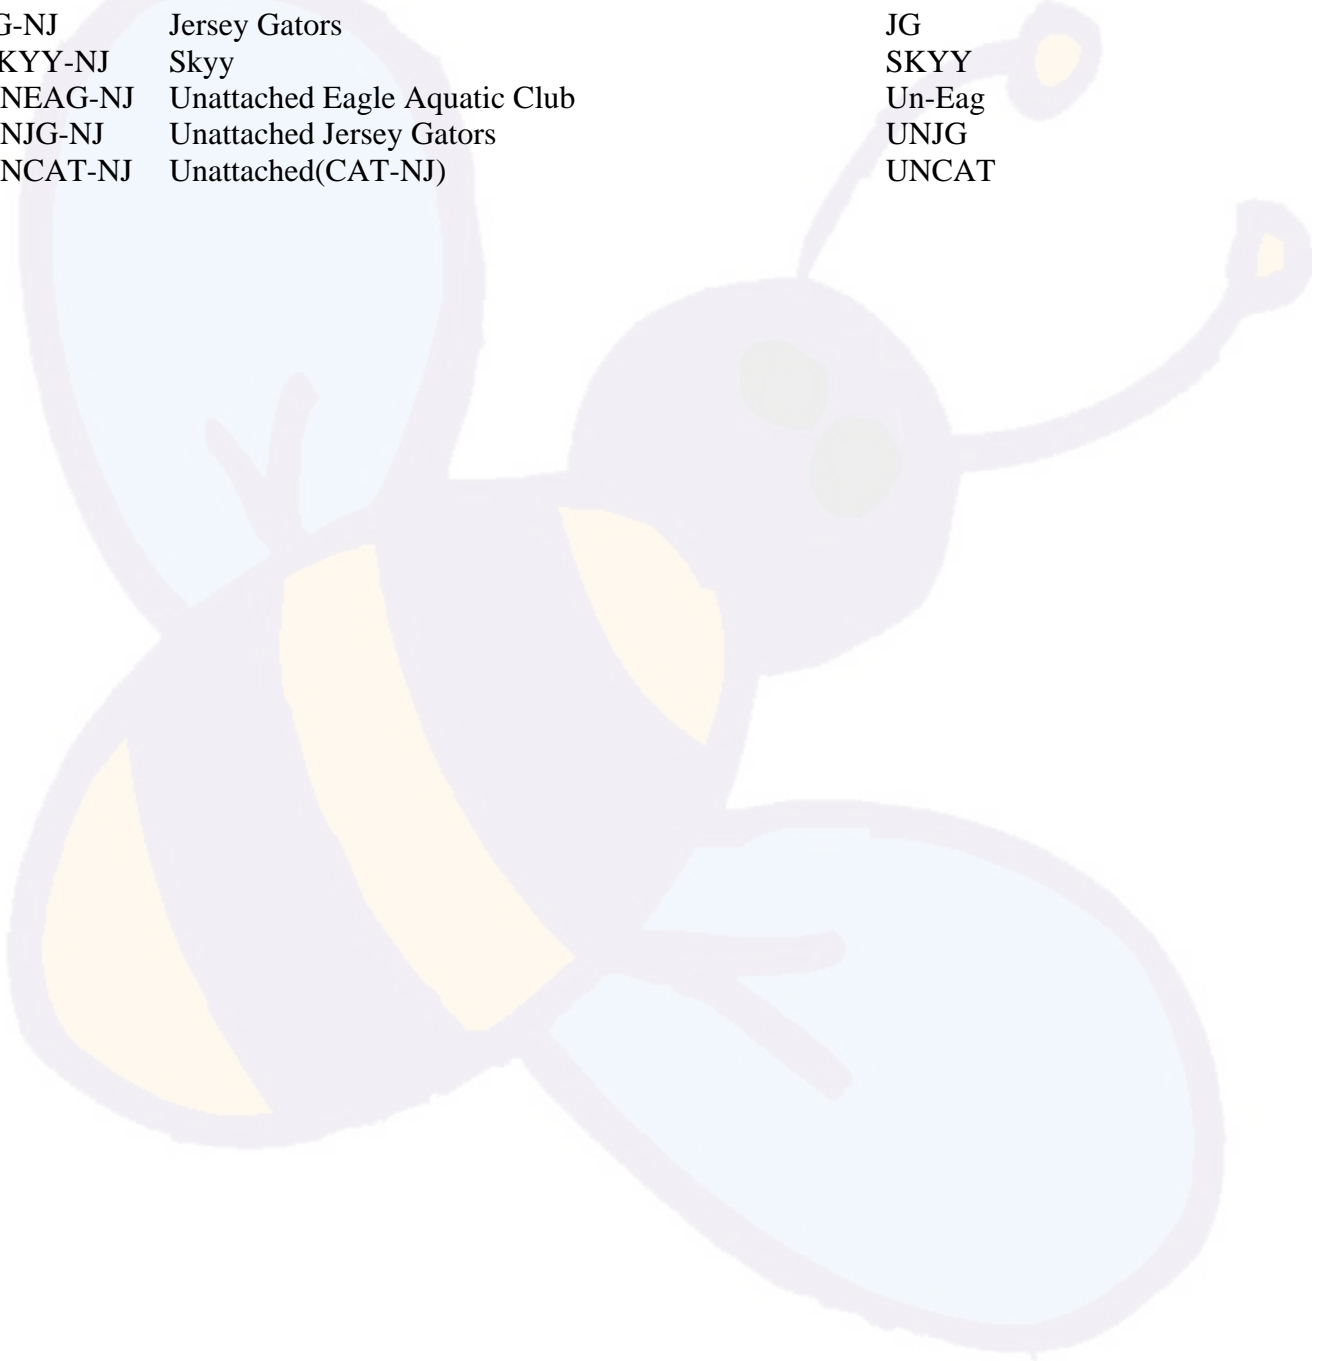 G-NJ Jersey Gators JG
KYY-NJ Skyy SKYY
NEAG-NJ Unattached Eagle Aquatic Club Un-Eag
NJG-NJ Unattached Jersey Gators UNJG
NCAT-NJ Unattached(CAT-NJ) UNCAT